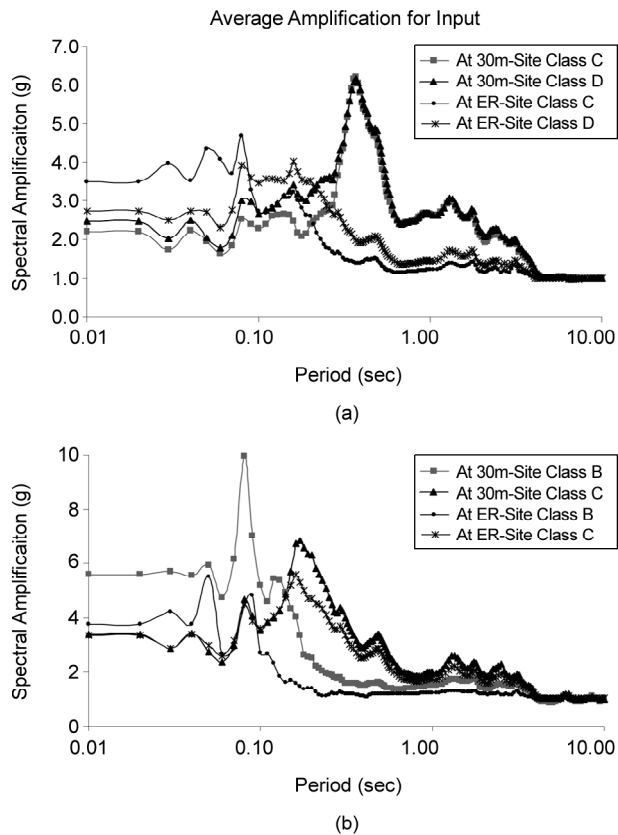 Average Amplification for Input
7.0
6.0
5.0
4.0
3.0
2.0
1.0
0.0
Spectral Amplificaiton (g)
At 30m-Site Class C
At 30m-Site Class D
At ER-Site Class C
At ER-Site Class D
0.01
0.10
1.00
10.00
Period (sec)
(a)
10
8
6
4
2
0
Spectral Amplificaiton (g)
At 30m-Site Class B
At 30m-Site Class C
At ER-Site Class B
At ER-Site Class C
0.01
0.10
1.00
10.00
Period (sec)
(b)